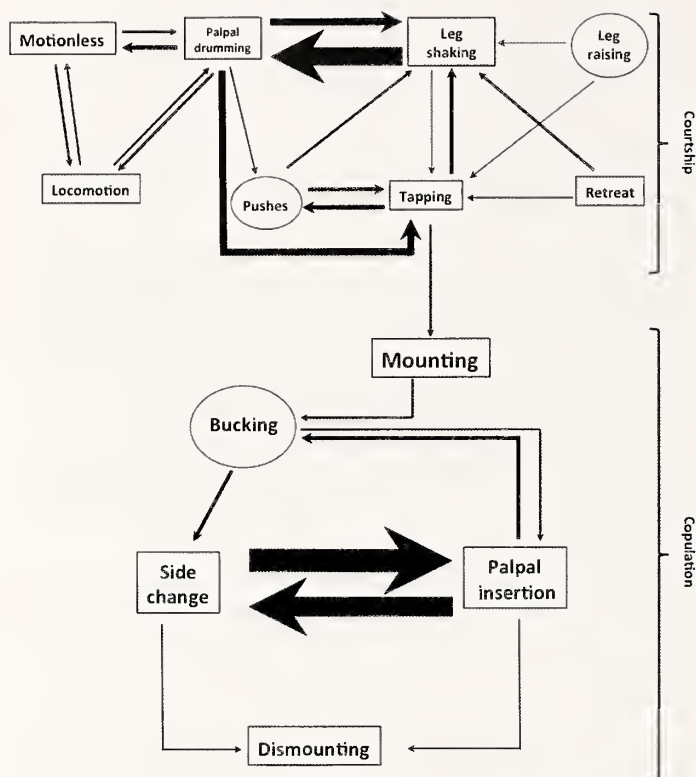 Motionless
Palpal
drumming
Leg
shaking
Leg
raising
Locomotion
Pushes
Tapping
Retreat
Courtship
Mounting
Bucking
Side
change
Palpal
insertion
Copulation
Dismounting